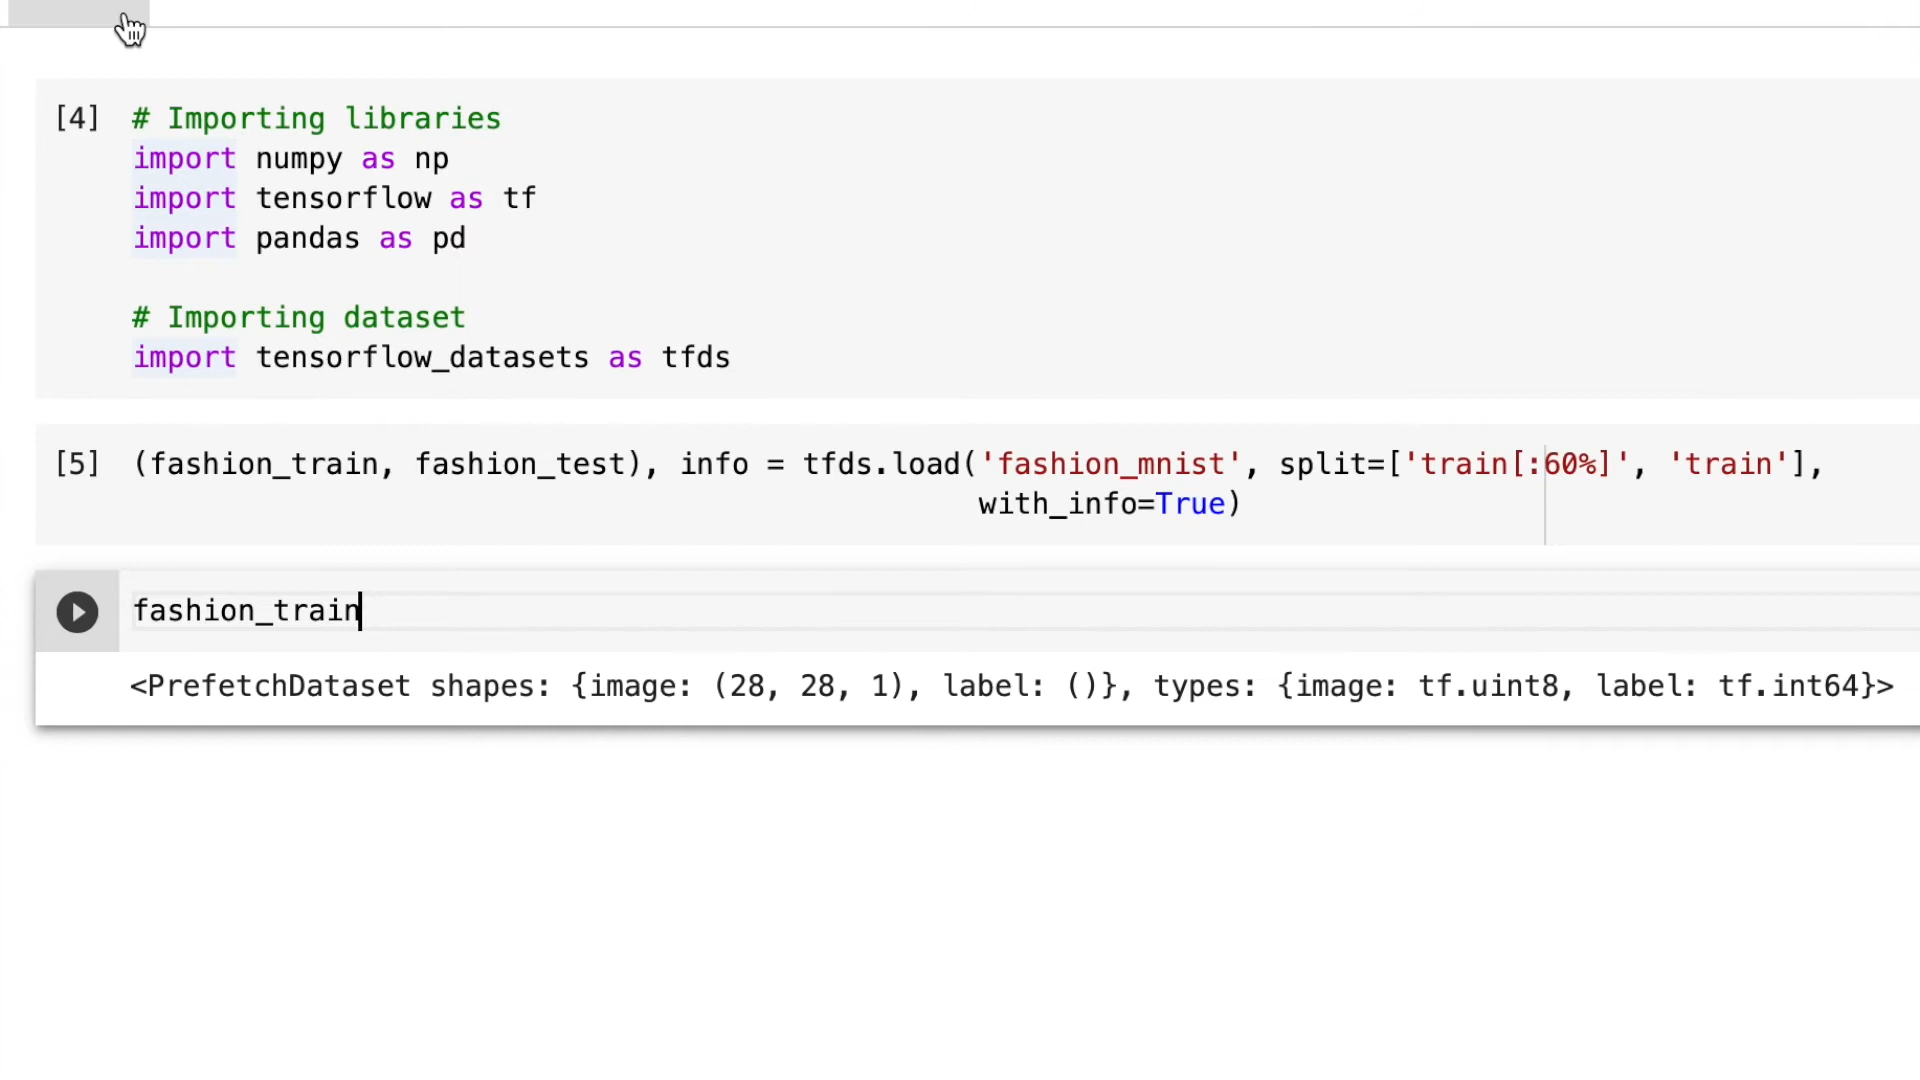 [4] # Importing libraries
import numpy as np
import tensorflow as tf
import pandas as pd
# Importing dataset
import tensorflow_datasets as tfds
[5] (fashion_train, fashion_test), info = tfds.load('fashion_mnist', split=['train[:60%]', 'train'],
with_info=True)
fashion_train
<PrefetchDataset shapes: {image: (28, 28, 1), label: ()}, types: {image: tf.uint8, label: tf.int64}>